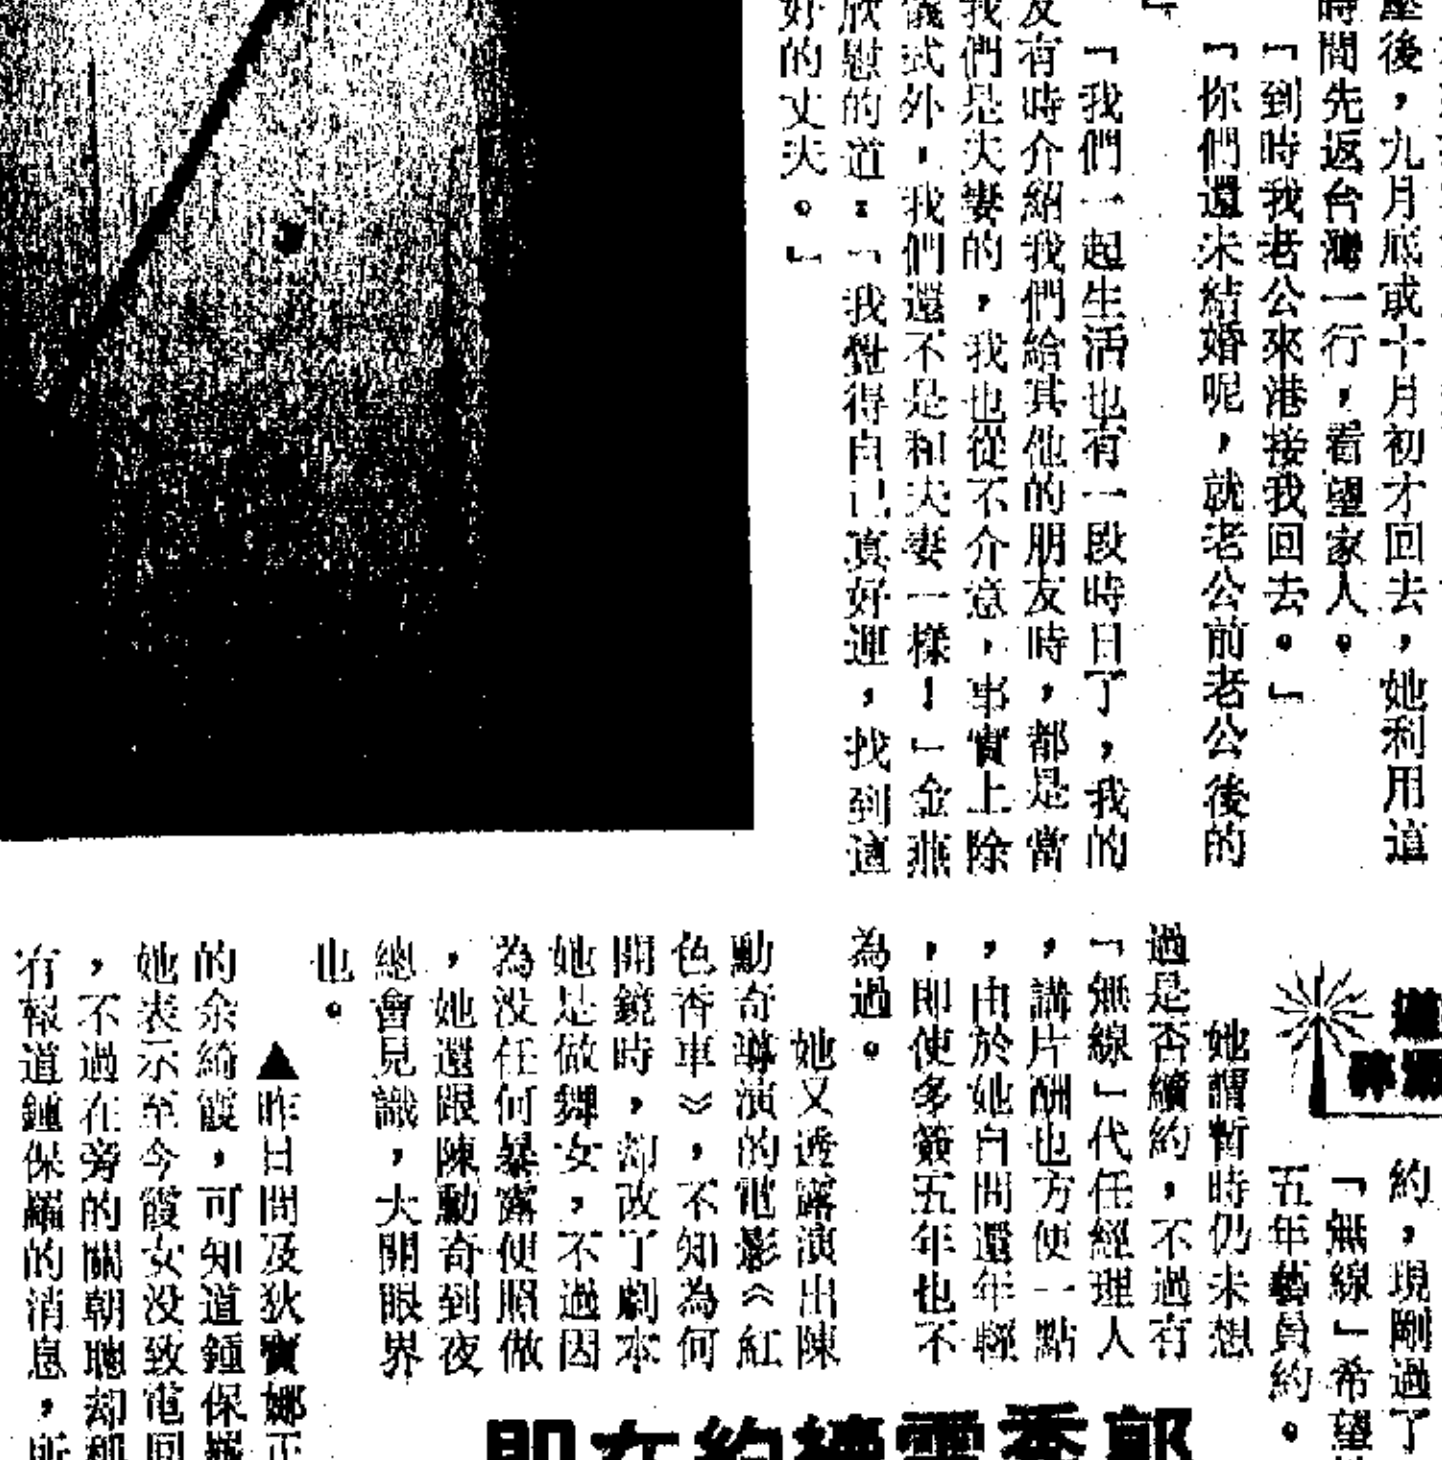 壓後，九月底或十月初才回去，她利用這
時間先返台灣一行，看望家人。
「到時我老公來港接我回去。」
「你們還未結婚呢，就老公前老公後的
」
「我們一起生活也有一段時日了，我的
友有時介紹我們給其他的朋友時，都是當
我們是夫妻的，我也從不介意，事實上除
儀式外，我們還不是和夫妻一樣！」金燕
欣慰的道：「我覺得自己真好運，找到這
好的丈夫。」
約，現剛過了
「無線」希望
五年藝員約。
她謂暫時仍未想
過是否續約，不過有
「無線」代任經理人
，講片酬也方便一點
，由於她自問還年輕
，即使多簽五年也不
為過。
她又透露演出陳
勳奇導演的電影《紅
色香車》，不知為何
開鏡時，却改了劇本
她是做舞女，不過因
為沒任何暴露便照做
，她還跟陳勳奇到夜
總會見識，大開眼界
也。
郭秀雲續約在即
▲昨日問及狄寶娜正
的余綺霞，可知道鍾保羅
她表示至今霞女沒致電回
，不過在旁的關朝聰却稱
有報道鍾保羅的消息，所